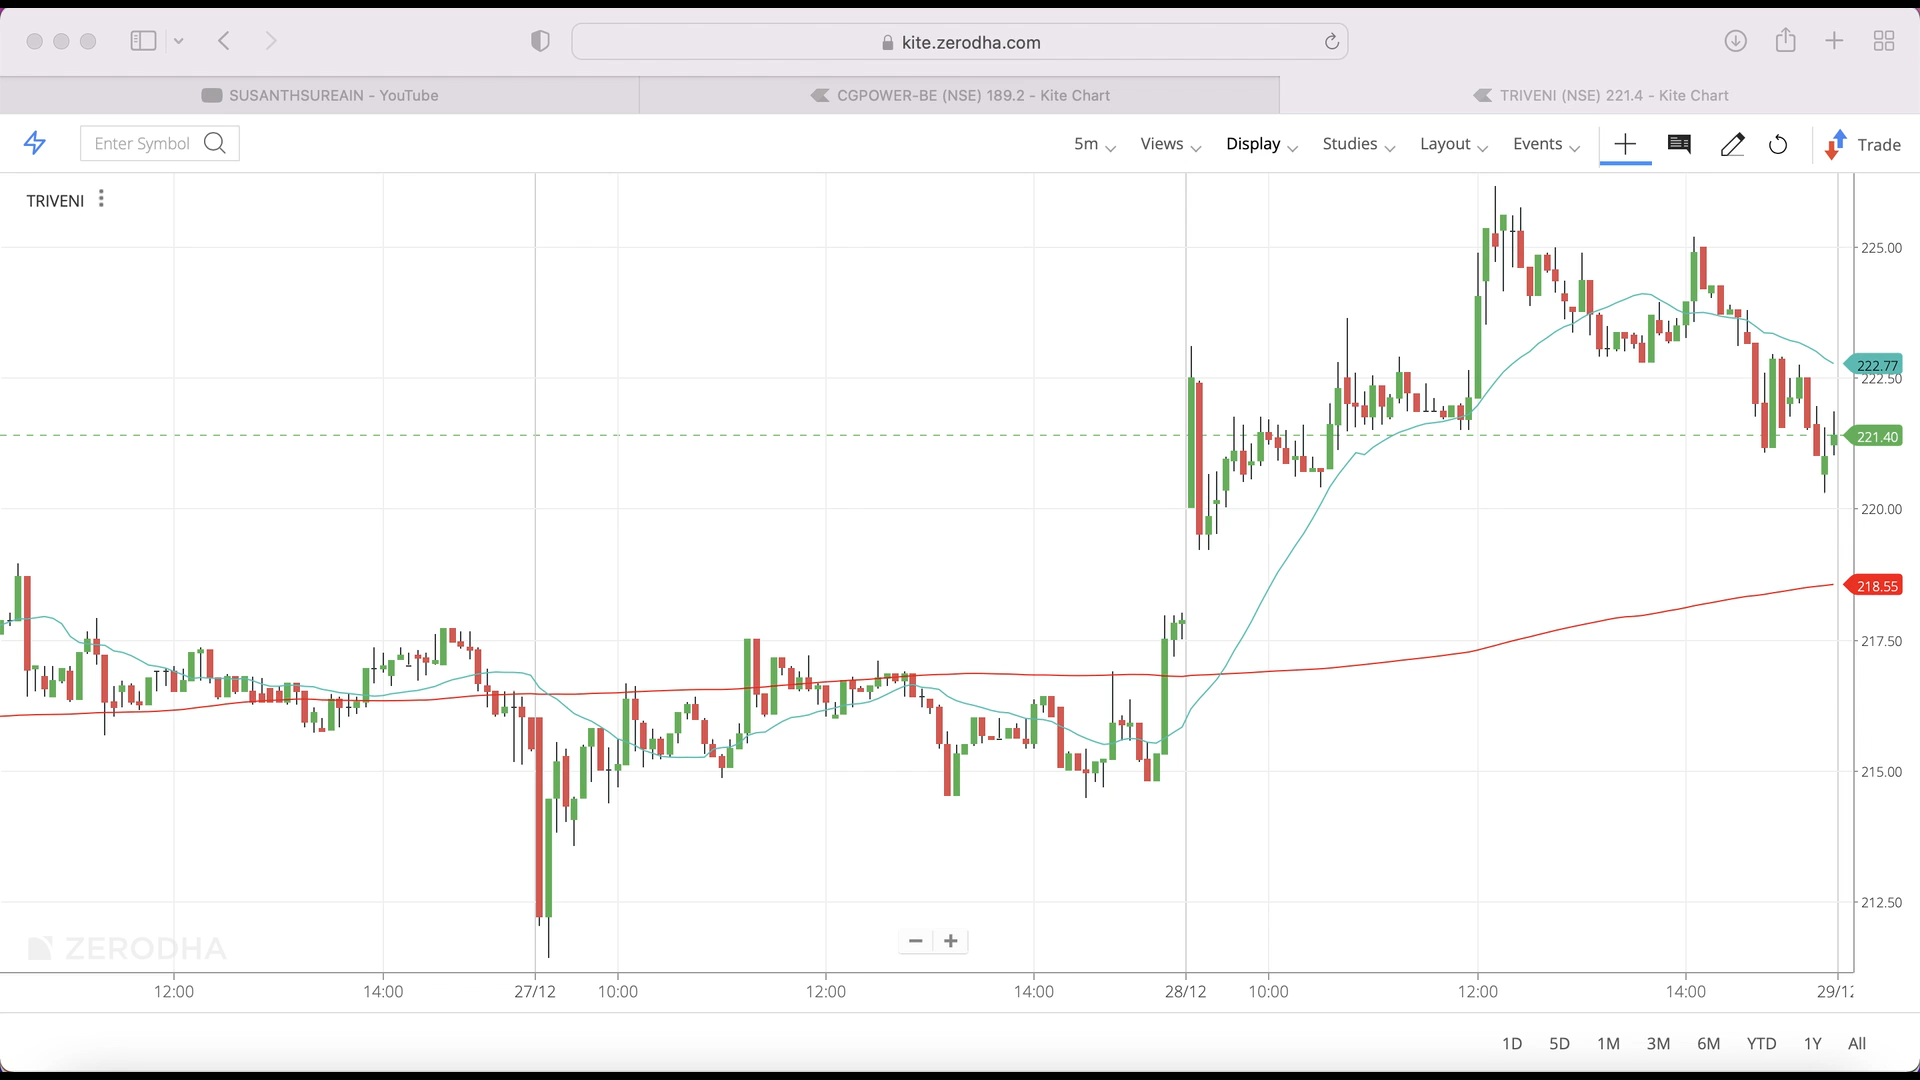 kite.zerodha.com
SUSANTHSUREAIN - YouTube
CGPOWER-BE (NSE) 189.2 - Kite Chart
TRIVENI (NSE) 221.4 - Kite Chart
Enter Symbol
5m Views Display Studies Layout Events Trade
TRIVENI
225.00
222.77
222.50
221.40
220.00
218.55
217.50
215.00
212.50
ZERODHA
12:00 14:00 27/12 10:00 12:00 14:00 28/12 10:00 12:00 14:00 29/12
1D 5D 1M 3M 6M YTD 1Y All